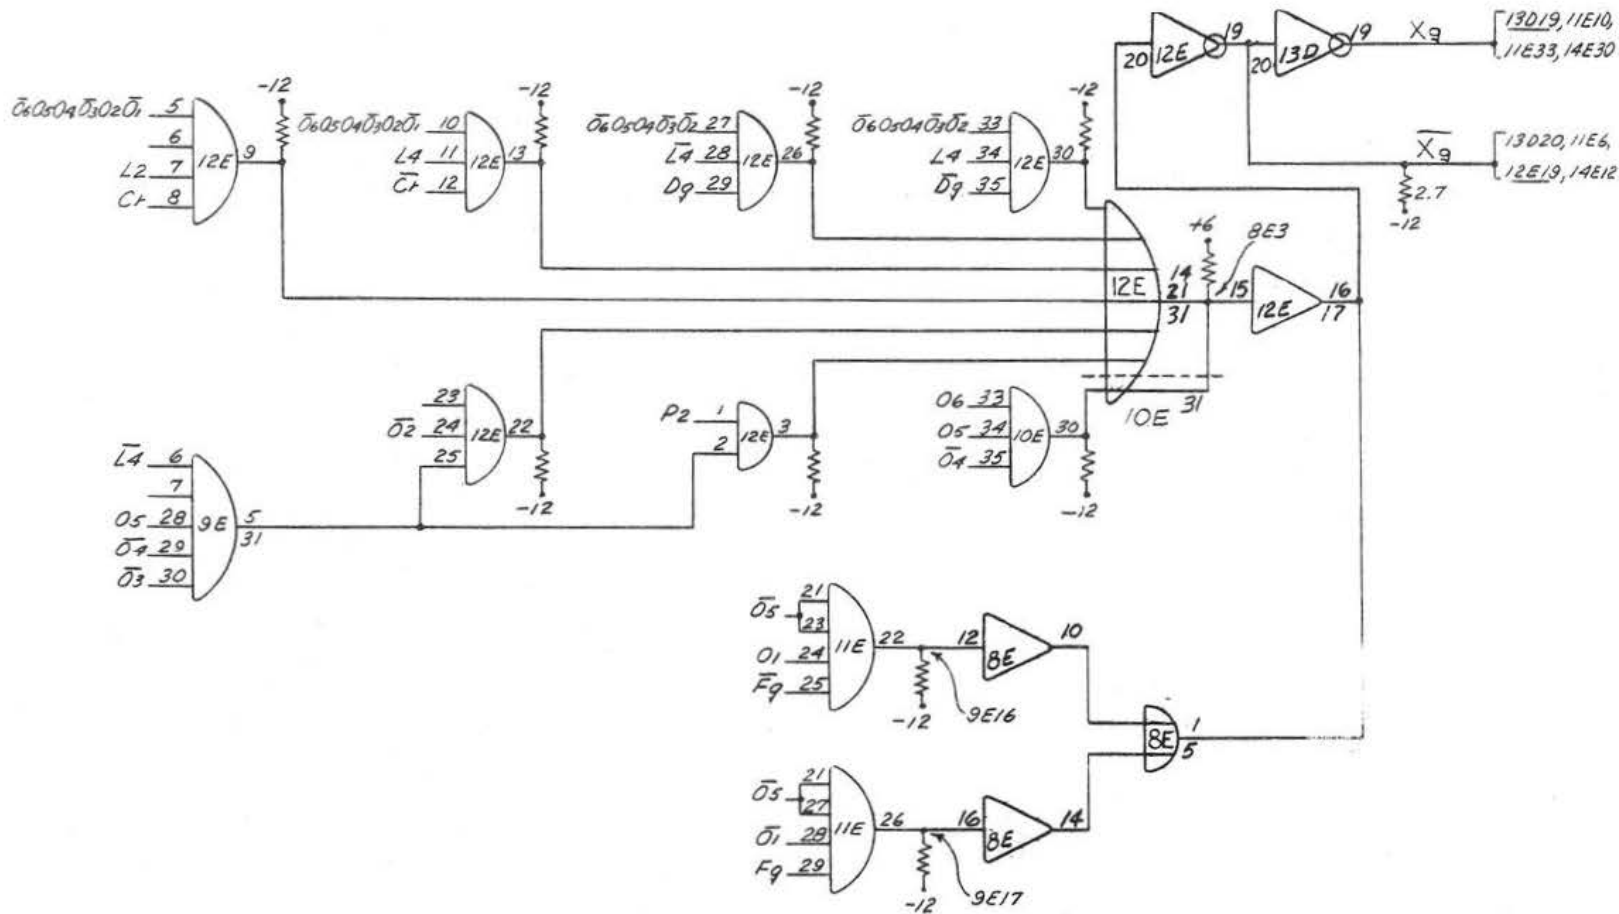 12E 19 13D 19 Xg 13D19, 11E10,
20 20 11E33, 14E30
-12 -12 -12 -12
Ō6O5O4Ō3O2Ō1 5 Ō6O5O4Ō3O2Ō1 10 Ō6O5O4Ō3Ō2 27 Ō6O5O4Ō3Ō2 33
6 L̄4 28 L4 34
L2 7 12E 9 L4 11 12E 13 12E 26 12E 30
Cr 8 C̄r 12 Dg 29 D̄g 35
X̄g 13D20, 11E6,
12E19, 14E12
2.7
-12
+6 8E3
12E 14
21
31 15 12E 16
17
23
Ō2 24 12E 22
25
-12
P2 1 12E 3
2
-12
O6 33
O5 34 10E 30
Ō4 35
-12
10E 31
L̄4 6
7
O5 28 9E 5
31
Ō4 29
Ō3 30
Ō5 21
23
O1 24 11E 22 12 8E 10
F̄g 25
-12 9E16
8E 1
5
Ō5 21
27
Ō1 28 11E 26 16 8E 14
Fg 29
-12 9E17